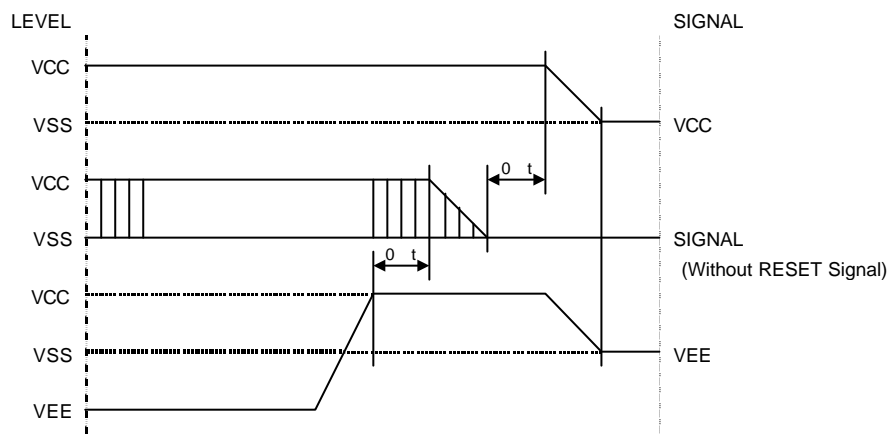 LEVEL SIGNAL
VCC
VSS VCC
0 t
VCC
VSS SIGNAL
(Without RESET Signal)
0 t
VCC
VSS VEE
VEE